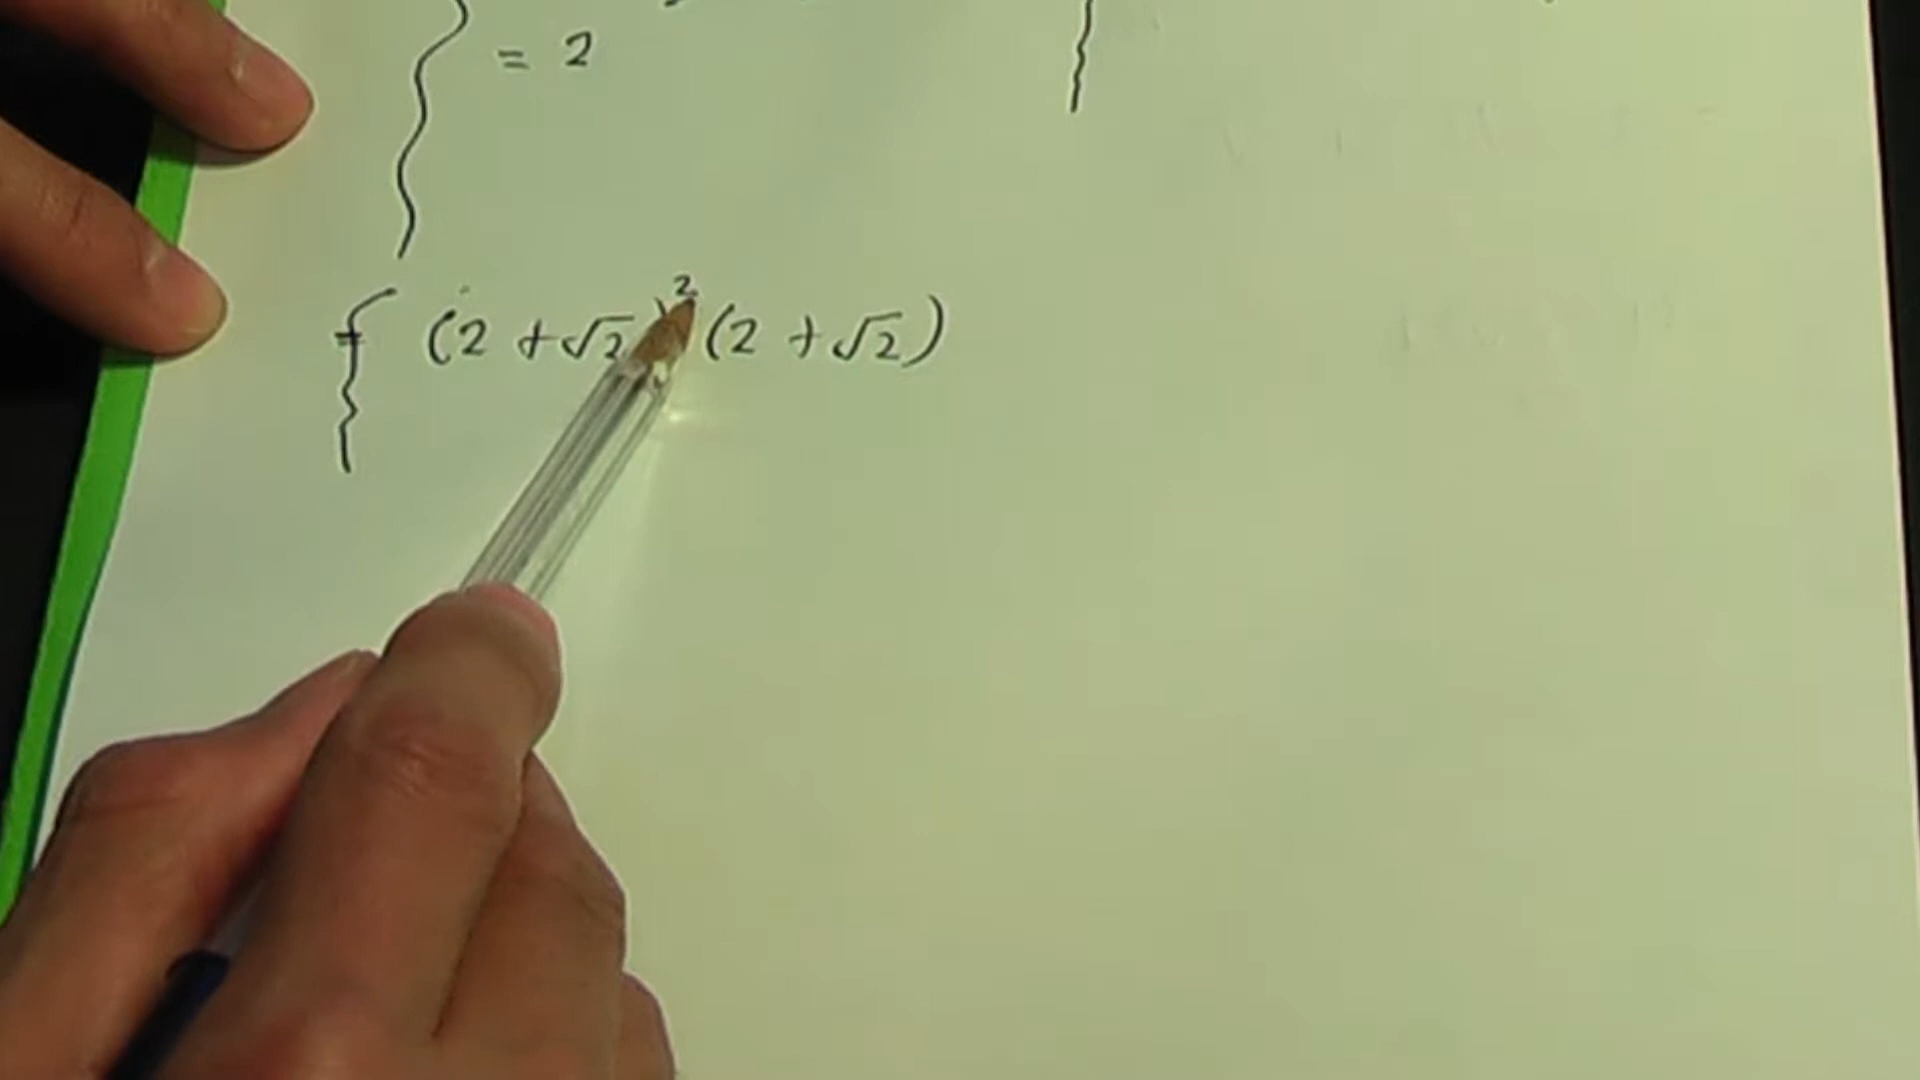 = 2
f (2 + √2)² (2 + √2)